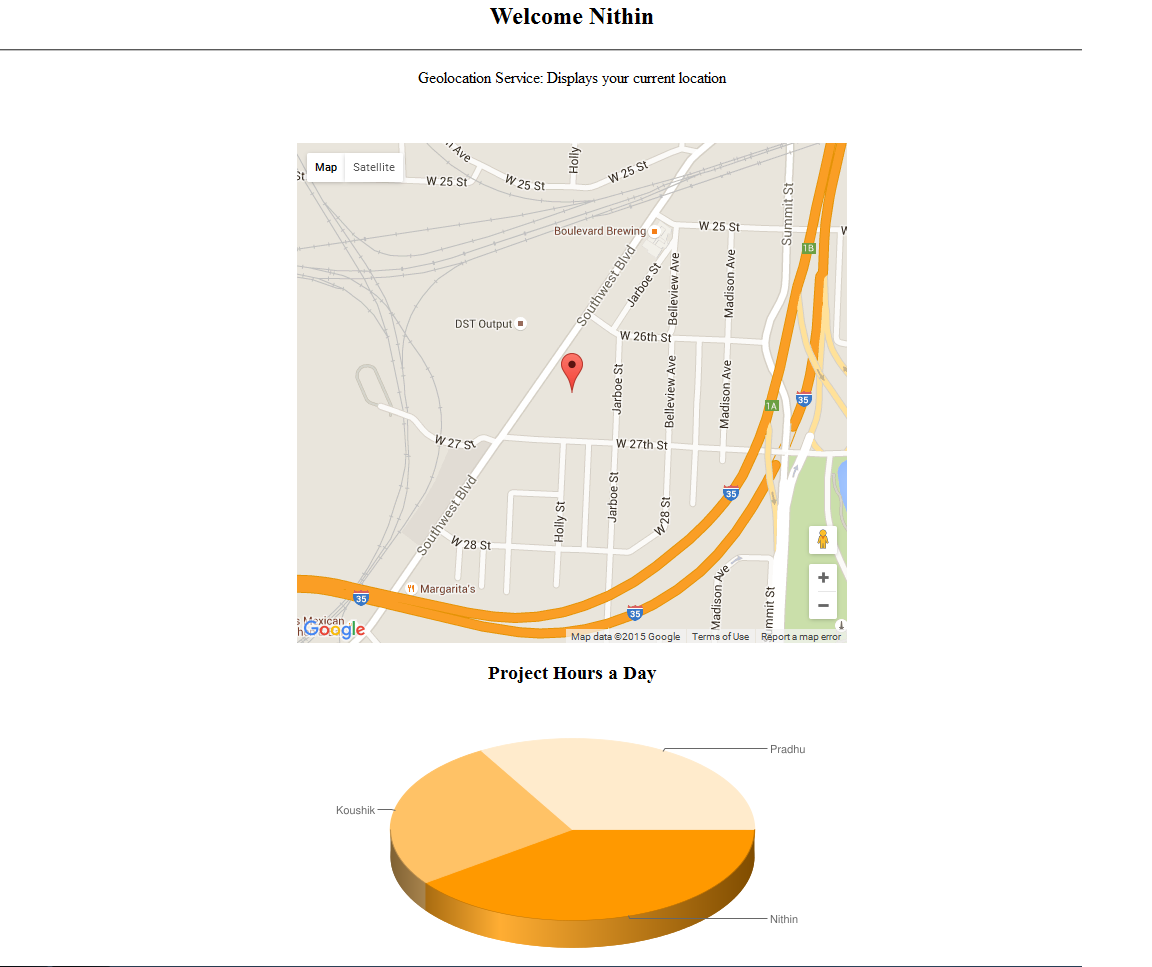 Welcome Nithin
Geolocation Service: Displays your current location
Map
Satellite
Ave
Holly
St
W 25 St
W 25 St
W 25 St
Summit St
Boulevard Brewing
W 25 St
W
1B
Southwest Blvd
Jarboe St
Belleview Ave
Madison Ave
DST Output
W 26th St
Jarboe St
Belleview Ave
Madison Ave
1A
35
W 27 St
W 27th St
Southwest Blvd
Holly St
Jarboe St
W 28 St
35
W 28 St
Margarita's
35
35
Madison Ave
mmit St
+
−
s Mexican
Google
Map data ©2015 Google
Terms of Use
Report a map error
Project Hours a Day
Pradhu
Koushik
Nithin